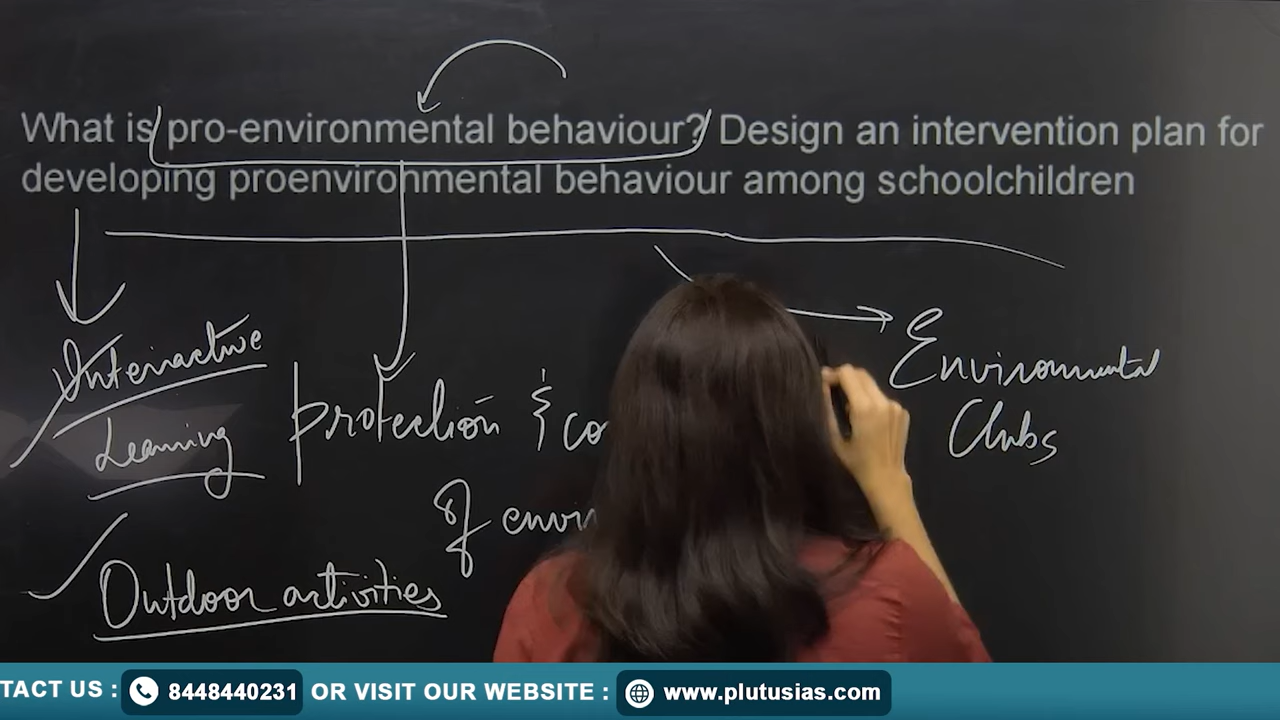 What is pro-environmental behaviour? Design an intervention plan for
developing proenvironmental behaviour among schoolchildren
Interactive
Learning
protection &
of
Environmental
Clubs
Outdoor activities
TACT US : 8448440231 OR VISIT OUR WEBSITE : www.plutusias.com